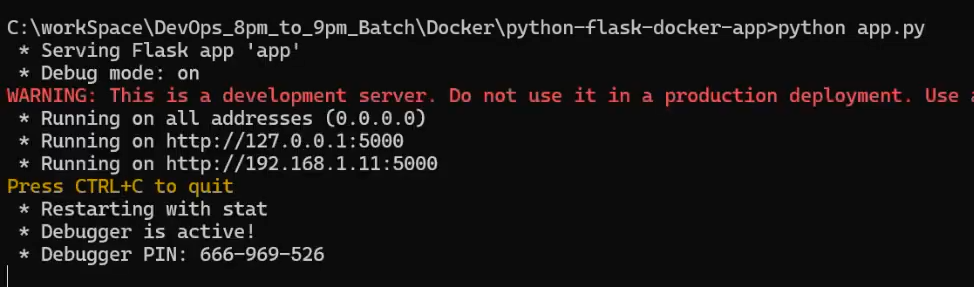 C:\workSpace\DevOps_8pm_to_9pm_Batch\Docker\python-flask-docker-app>python app.py
* Serving Flask app 'app'
* Debug mode: on
WARNING: This is a development server. Do not use it in a production deployment. Use
* Running on all addresses (0.0.0.0)
* Running on http://127.0.0.1:5000
* Running on http://192.168.1.11:5000
Press CTRL+C to quit
* Restarting with stat
* Debugger is active!
* Debugger PIN: 666-969-526